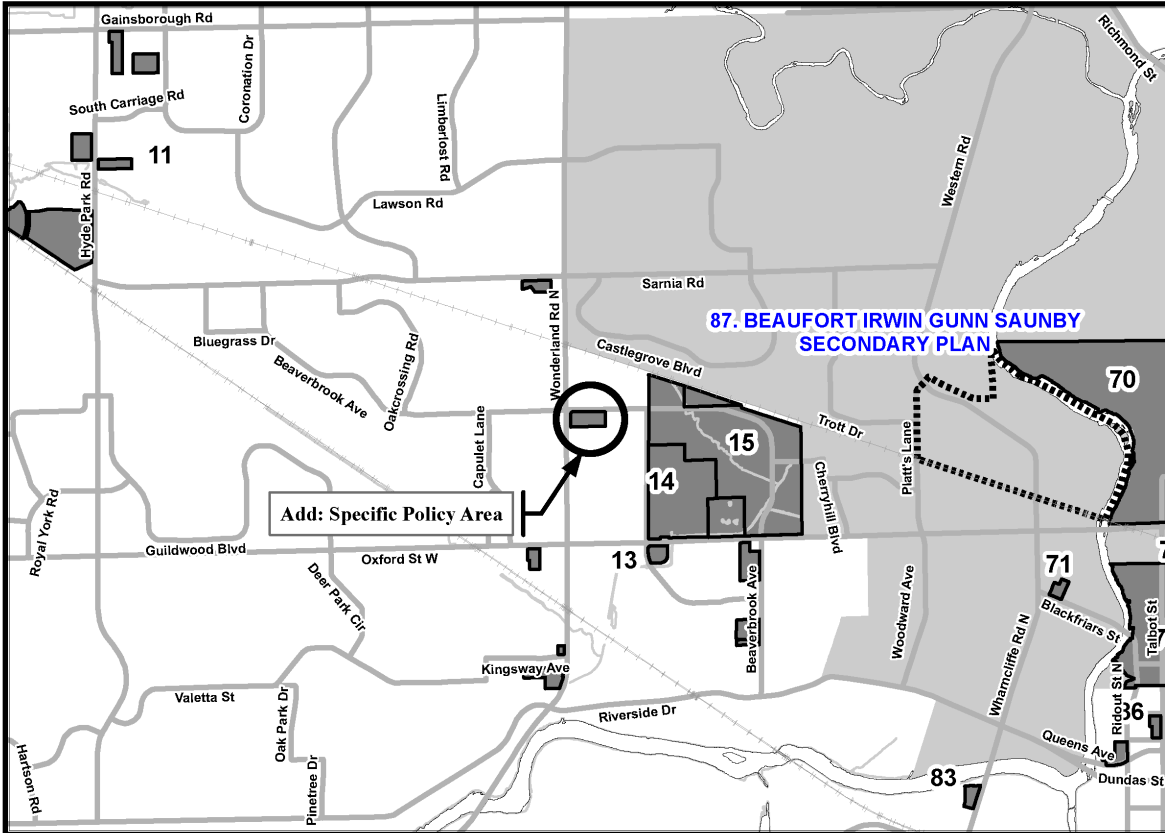 Gainsborough Rd
Richmond St
Coronation Dr
South Carriage Rd
Limberlost Rd
11
Western Rd
Lawson Rd
Hyde Park Rd
Sarnia Rd
Wonderland Rd N
87. BEAUFORT IRWIN GUNN SAUNBY
SECONDARY PLAN
Bluegrass Dr
Castlegrove Blvd
Beaverbrook Ave
Oakcrossing Rd
70
Capulet Lane
15
Trott Dr
Platt's Lane
14
Cherryhill Blvd
Royal York Rd
Add: Specific Policy Area
Guildwood Blvd
Oxford St W
13
71
Deer Park Cir
Beaverbrook Ave
Woodward Ave
Blackfriars St
Talbot St
Wharncliffe Rd N
Kingsway Ave
Valetta St
Oak Park Dr
Riverside Dr
Ridout St N
36
Queens Ave
Hartson Rd
Pinetree Dr
83
Dundas St